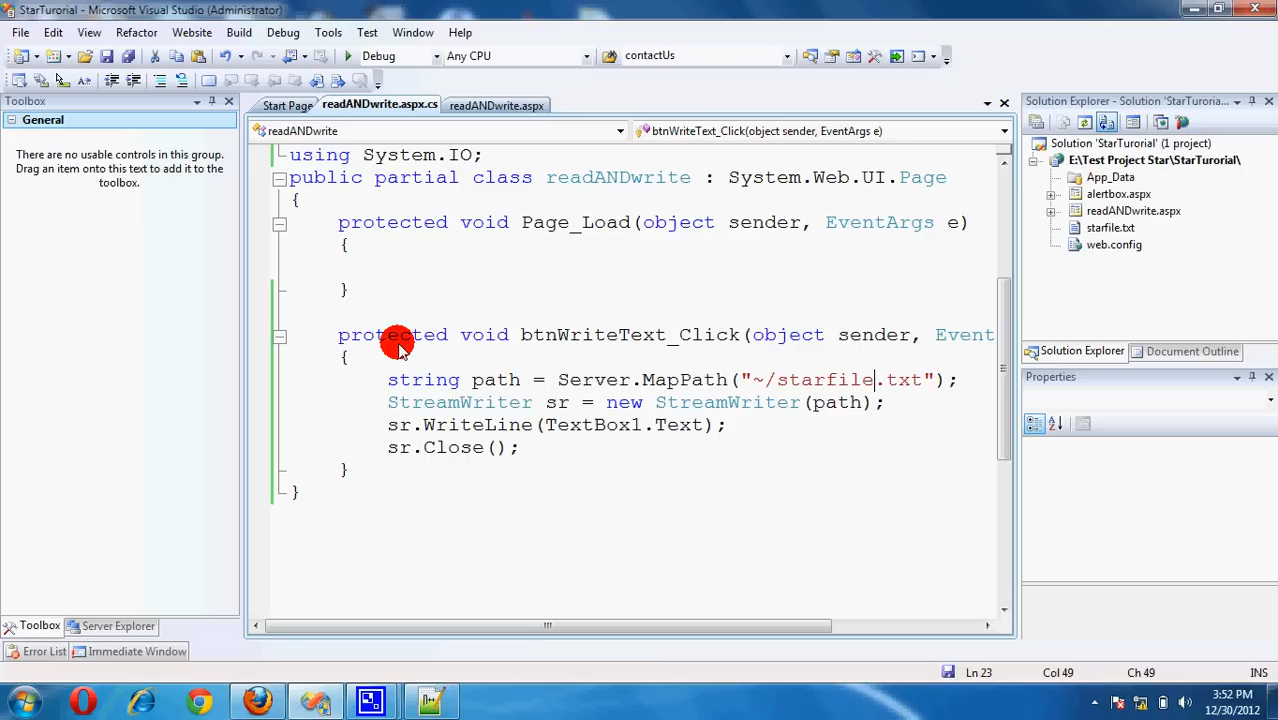 StarTurorial - Microsoft Visual Studio (Administrator)
File Edit View Refactor Website Build Debug Tools Test Window Help
Debug Any CPU contactUs
Toolbox
General
There are no usable controls in this group.
Drag an item onto this text to add it to the
toolbox.
Toolbox Server Explorer
Error List Immediate Window
Start Page readANDwrite.aspx.cs readANDwrite.aspx
readANDwrite btnWriteText_Click(object sender, EventArgs e)
using System.IO;
public partial class readANDwrite : System.Web.UI.Page
{
protected void Page_Load(object sender, EventArgs e)
{
}
protected void btnWriteText_Click(object sender, Event
{
string path = Server.MapPath("~/starfile.txt");
StreamWriter sr = new StreamWriter(path);
sr.WriteLine(TextBox1.Text);
sr.Close();
}
}
Solution Explorer - Solution 'StarTuroria...
Solution 'StarTurorial' (1 project)
E:\Test Project Star\StarTurorial\
App_Data
alertbox.aspx
readANDwrite.aspx
starfile.txt
web.config
Solution Explorer Document Outline
Properties
Ln 23 Col 49 Ch 49 INS
3:52 PM
12/30/2012